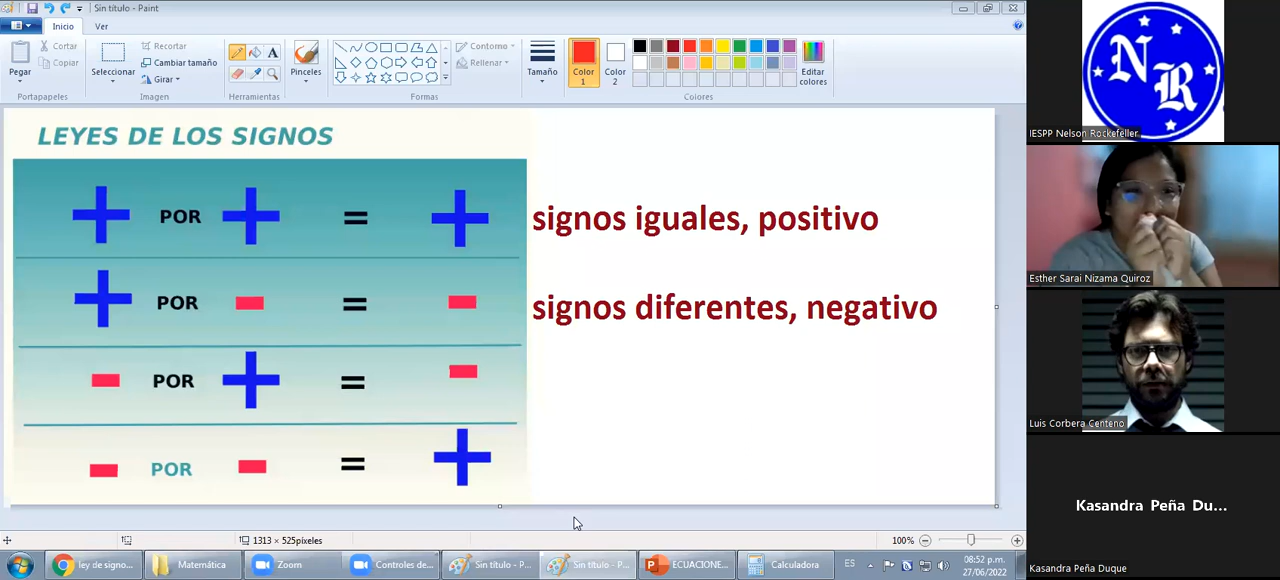 Sin título - Paint
Inicio
Ver
Pegar
Cortar
Copiar
Portapapeles
Seleccionar
Recortar
Cambiar tamaño
Girar
Imagen
A
Herramientas
Pinceles
Contorno
Rellenar
Formas
Tamaño
Color
1
Color
2
Editar
colores
Colores
LEYES DE LOS SIGNOS
+ POR + = +
signos iguales, positivo
+ POR - = -
signos diferentes, negativo
- POR + = -
- POR - = +
NR
IESPP Nelson Rockefeller
Esther Sarai Nizama Quiroz
Luis Corbera Centeno
Kasandra Peña Du...
Kasandra Peña Duque
1313 × 525píxeles
100%
ley de signo...
Matemática
Zoom
Controles de...
Sin título - P...
Sin título - P...
ECUACIONE...
Calculadora
ES
08:52 p.m.
27/06/2022